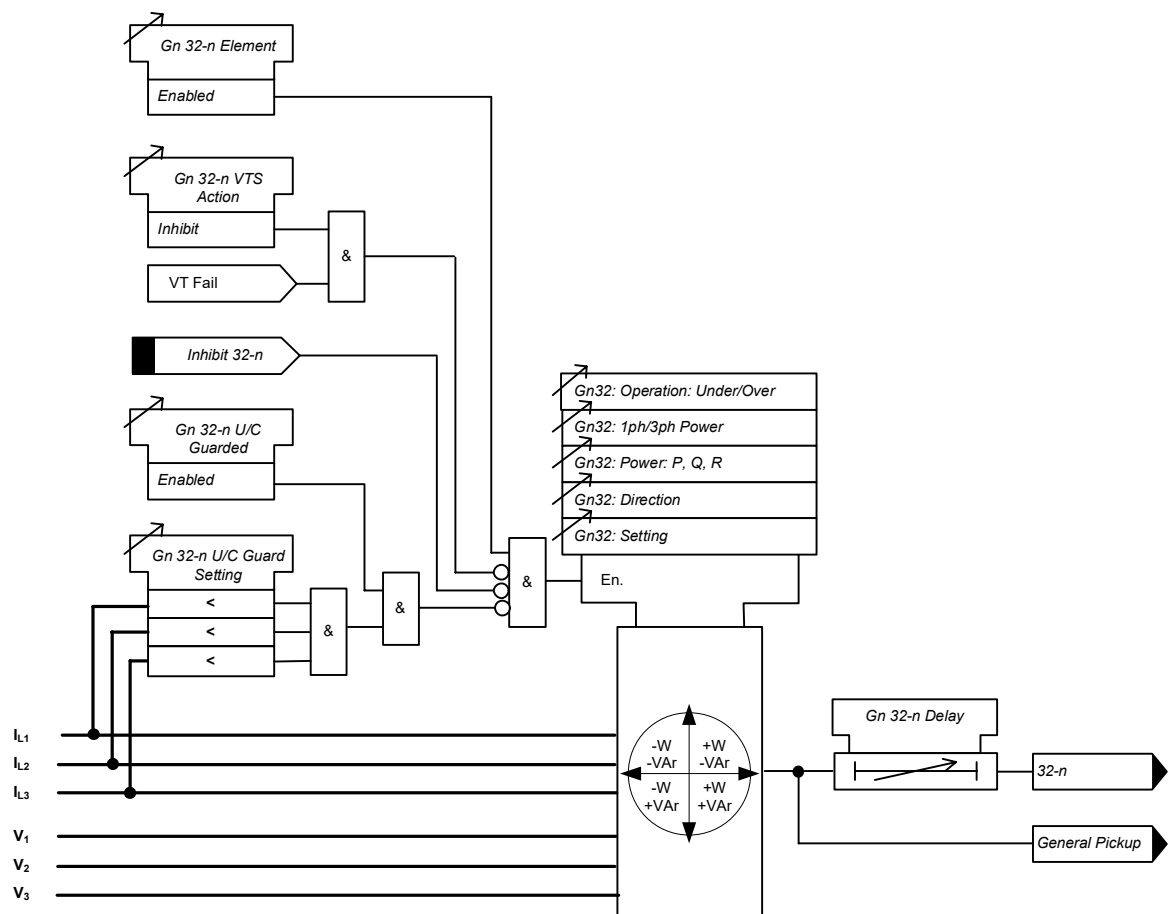 Gn 32-n Element
Enabled
Gn 32-n VTS
Action
Inhibit
&
VT Fail
Inhibit 32-n
Gn 32-n U/C
Guarded
Enabled
Gn 32-n U/C Guard
Setting
<
<
<
&
&
&
Gn32: Operation: Under/Over
Gn32: 1ph/3ph Power
Gn32: Power: P, Q, R
Gn32: Direction
Gn32: Setting
En.
IL1
IL2
IL3
V1
V2
V3
-W
-VAr
+W
-VAr
-W
+VAr
+W
+VAr
Gn 32-n Delay
32-n
General Pickup